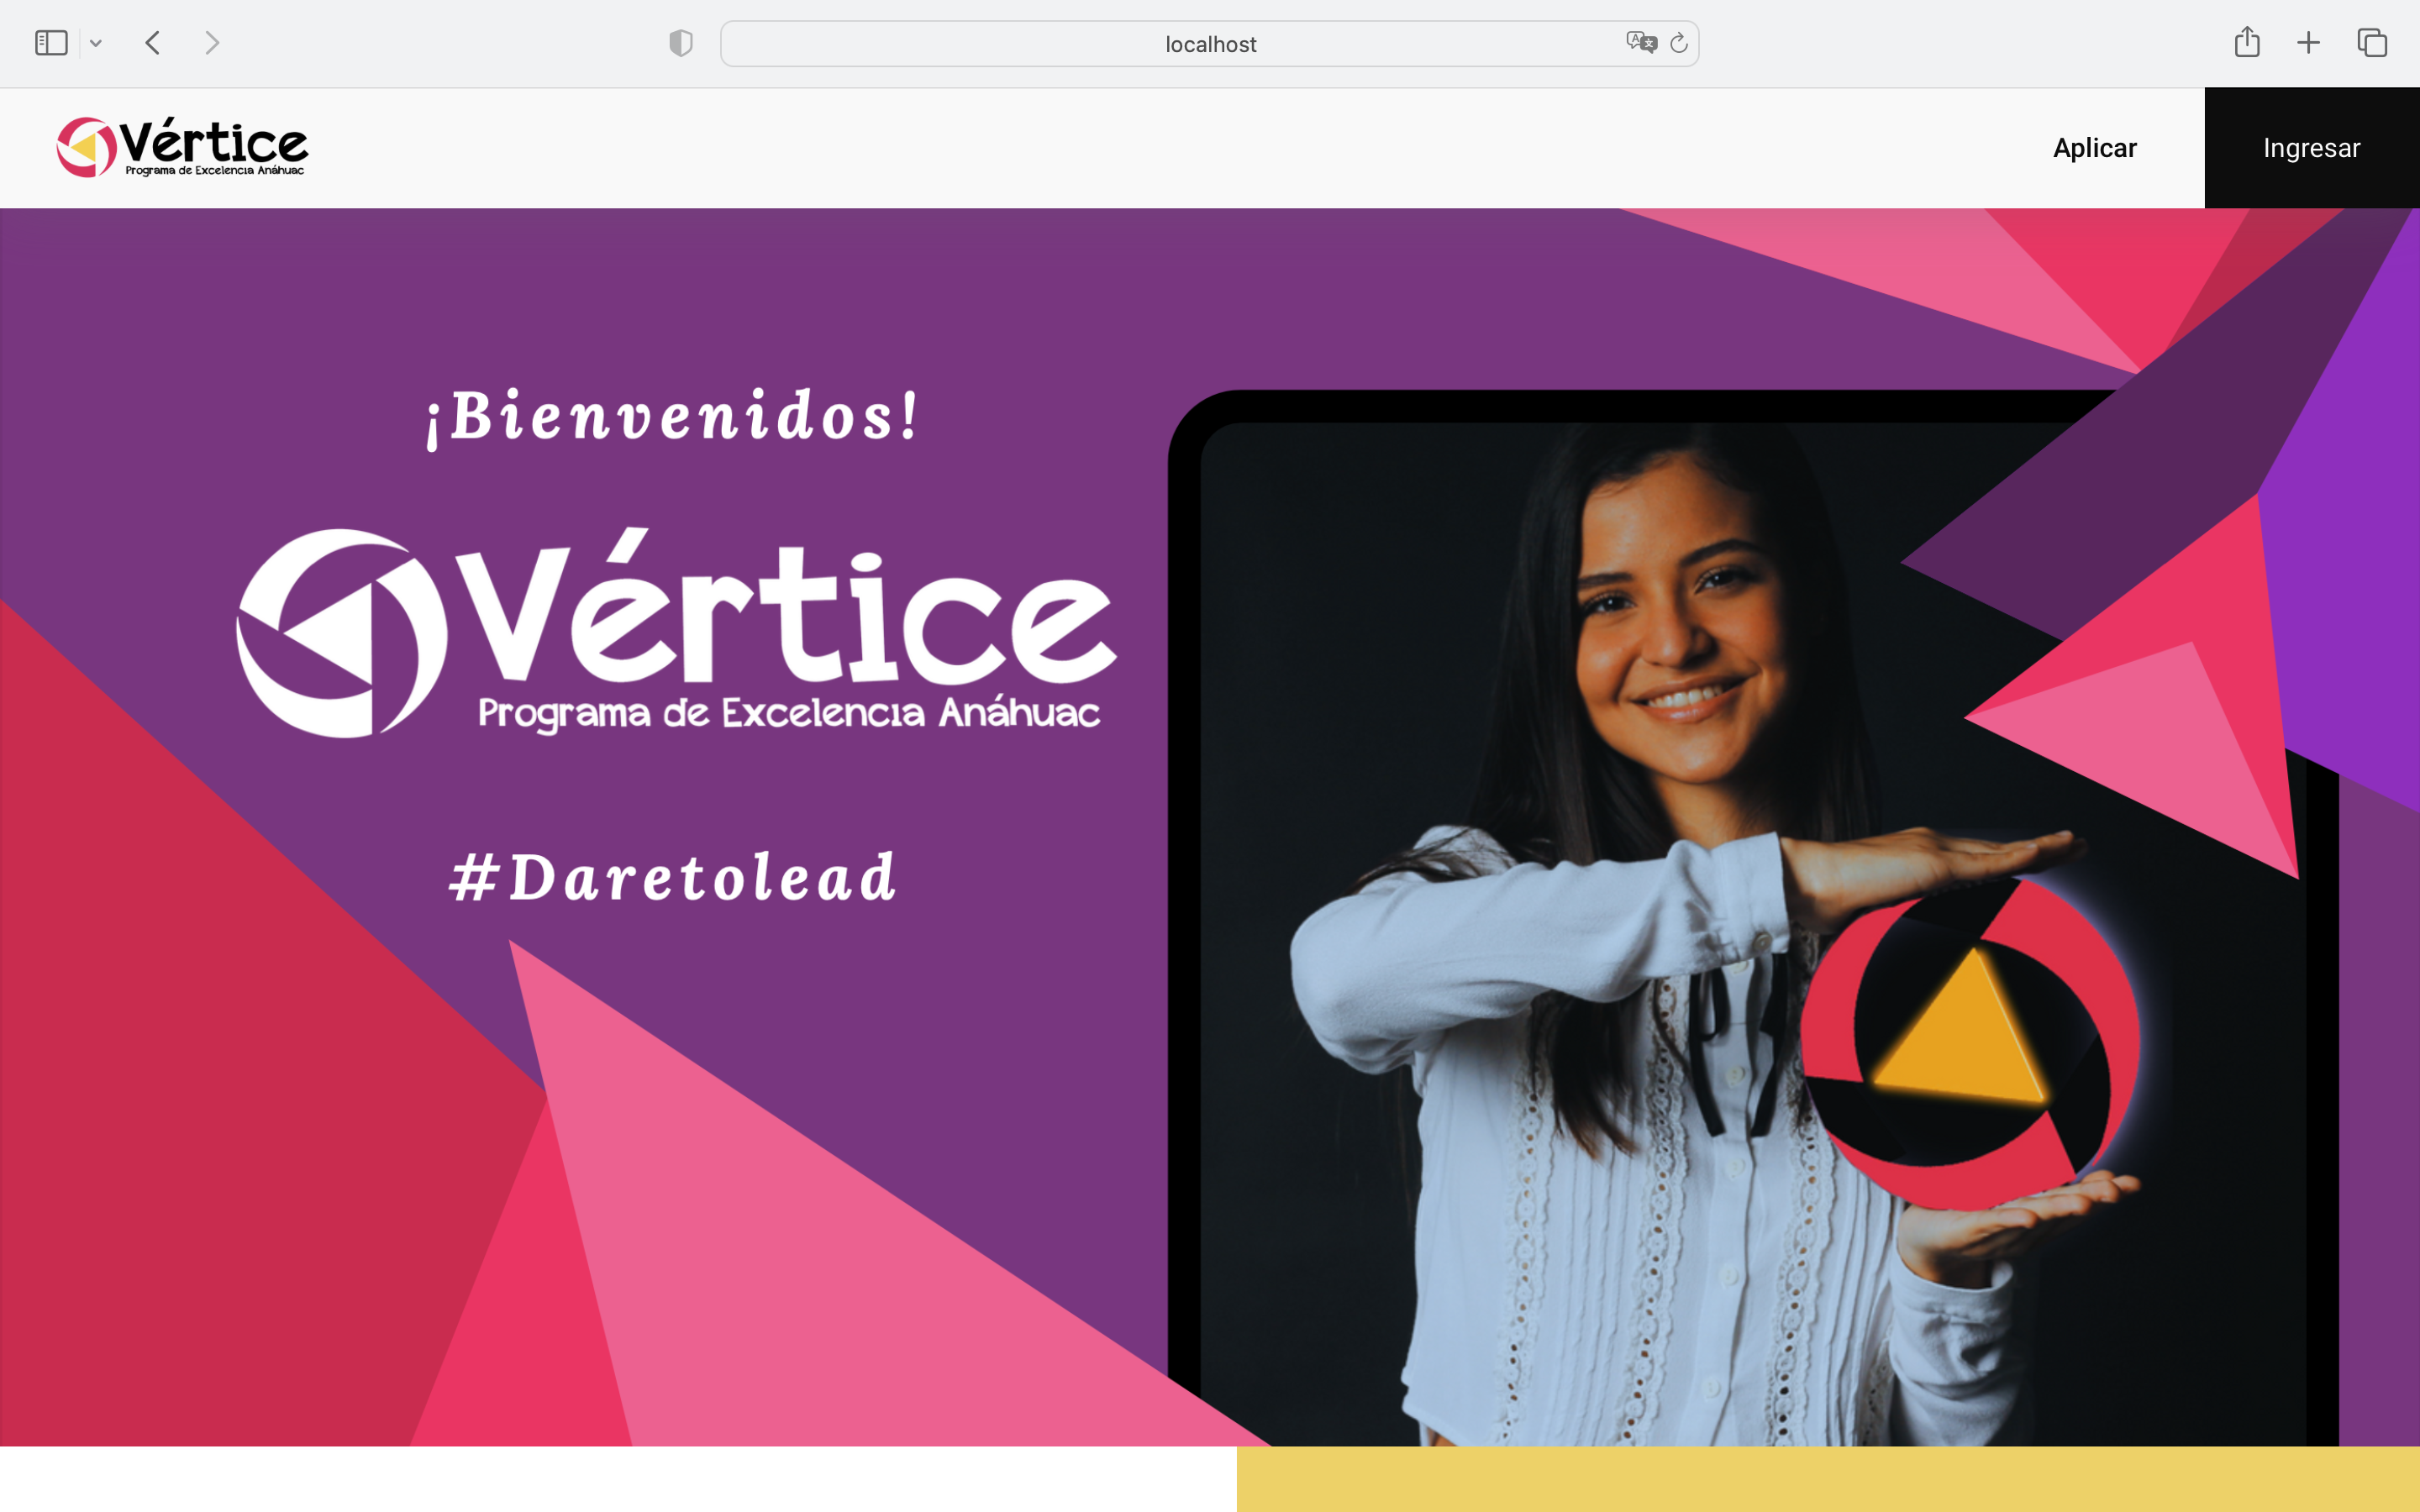 localhost
Vértice
Programa de Excelencia Anáhuac
Aplicar
Ingresar
¡Bienvenidos!
Vértice
Programa de Excelencia Anáhuac
#Daretolead